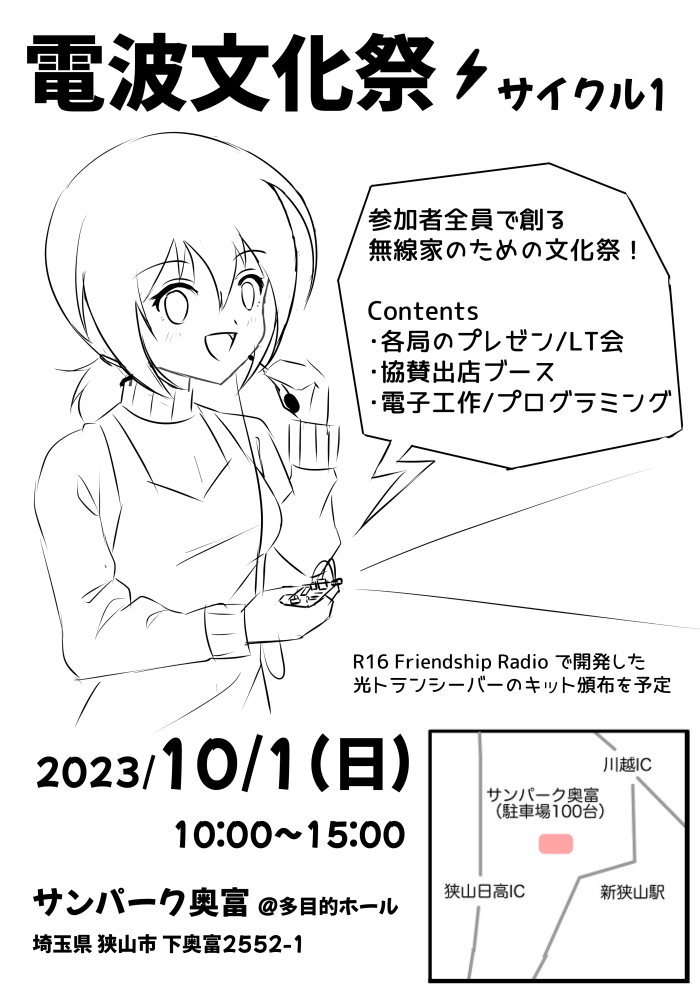 電波文化祭⚡サイクル1
参加者全員で創る
無線家のための文化祭！
Contents
・各局のプレゼン/LT会
・協賛出店ブース
・電子工作/プログラミング
R16 Friendship Radio で開発した
光トランシーバーのキット頒布を予定
2023/10/1(日)
10:00～15:00
サンパーク奥富 @多目的ホール
埼玉県 狭山市 下奥富2552-1
川越IC
サンパーク奥富
（駐車場100台）
狭山日高IC
新狭山駅